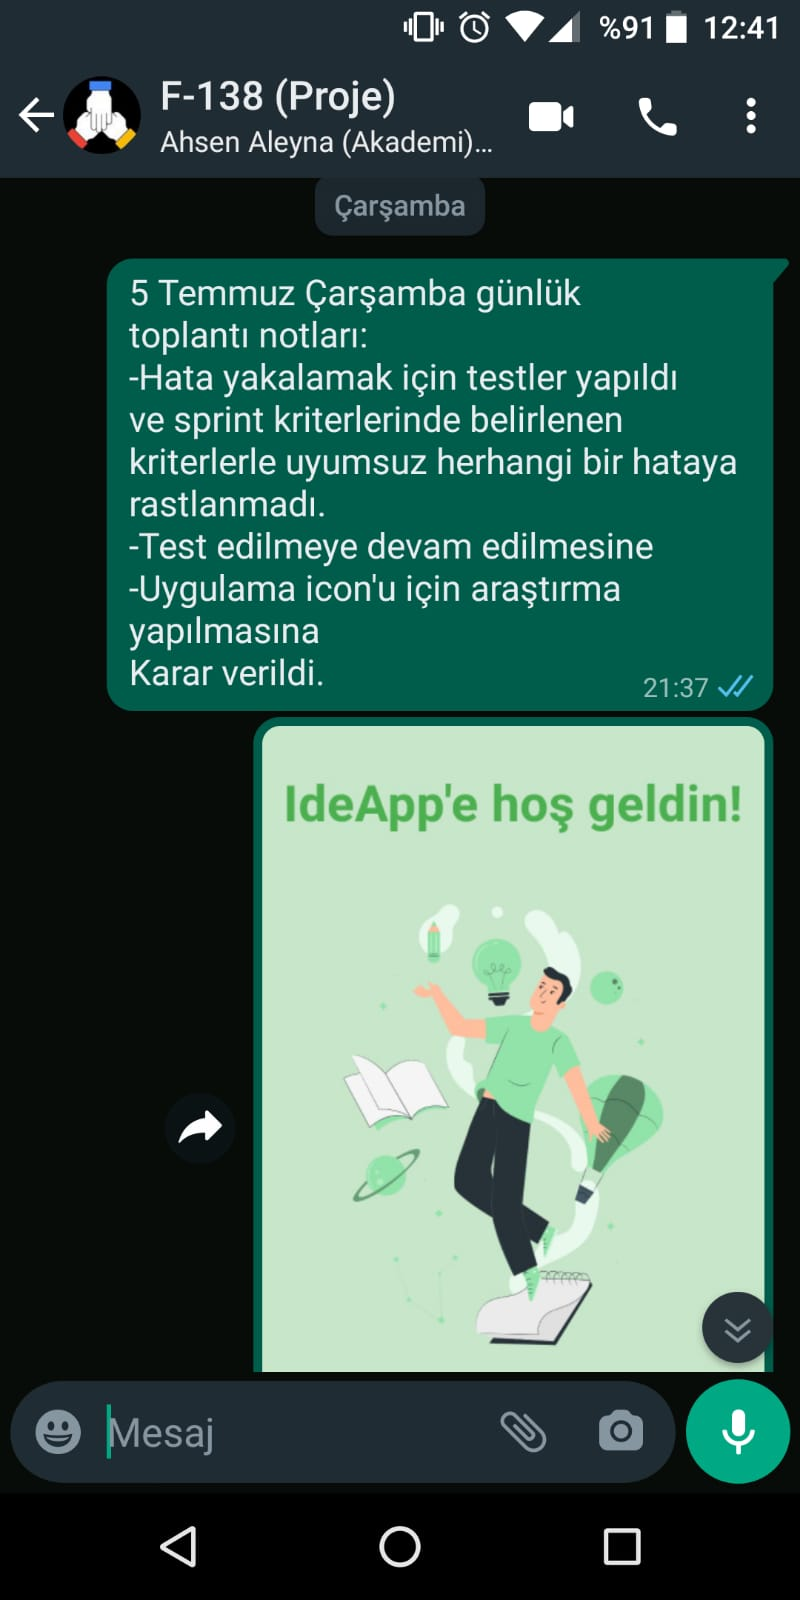 %91 12:41
F-138 (Proje)
Ahsen Aleyna (Akademi)...
Çarşamba
5 Temmuz Çarşamba günlük
toplantı notları:
-Hata yakalamak için testler yapıldı
ve sprint kriterlerinde belirlenen
kriterlerle uyumsuz herhangi bir hataya
rastlanmadı.
-Test edilmeye devam edilmesine
-Uygulama icon'u için araştırma
yapılmasına
Karar verildi.
21:37
IdeApp'e hoş geldin!
Mesaj